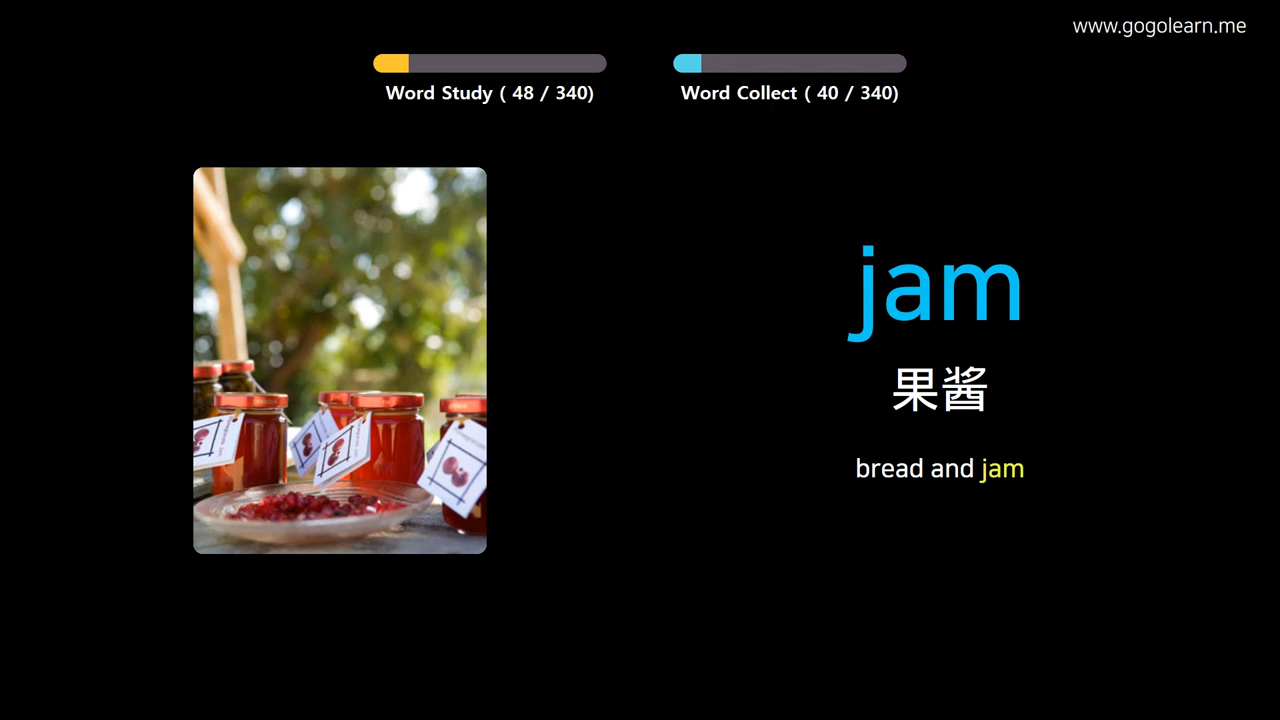 www.gogolearn.me
Word Study ( 48 / 340)
Word Collect ( 40 / 340)
jam
果酱
bread and jam